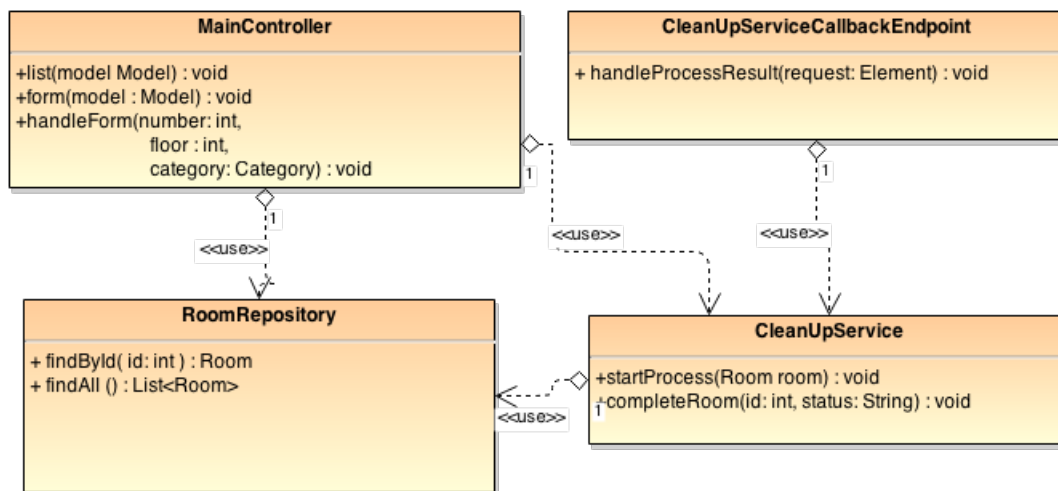 MainController
+list(model Model) : void
+form(model : Model) : void
+handleForm(number: int,
floor : int,
category: Category) : void
1
1
<<use>>
<<use>>
CleanUpServiceCallbackEndpoint
+ handleProcessResult(request: Element) : void
1
<<use>>
RoomRepository
+ findById( id: int ) : Room
+ findAll () : List<Room>
<<use>>
CleanUpService
+startProcess(Room room) : void
+completeRoom(id: int, status: String) : void
1